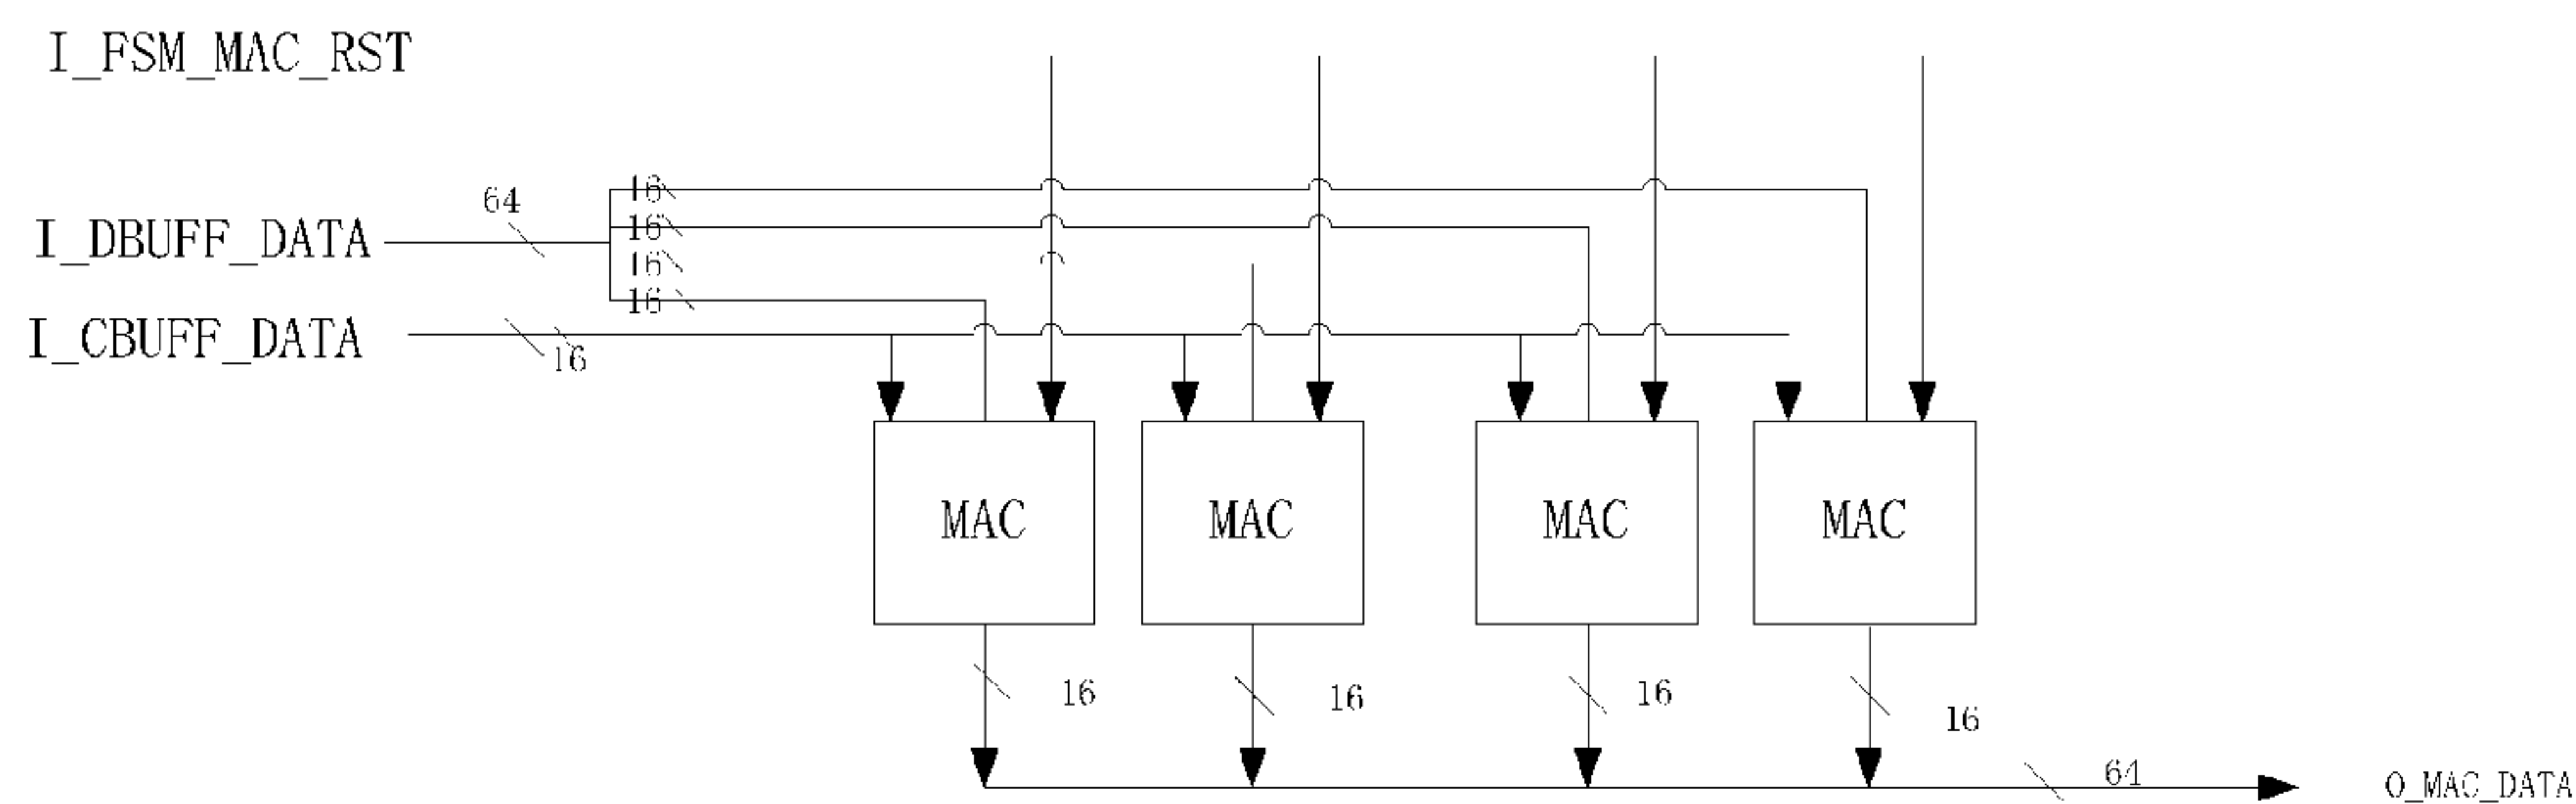 I_FSM_MAC_RST
64
16
I_DBUFF_DATA
16
16
16
I_CBUFF_DATA
16
MAC MAC MAC MAC
16 16 16 16
64
O_MAC_DATA